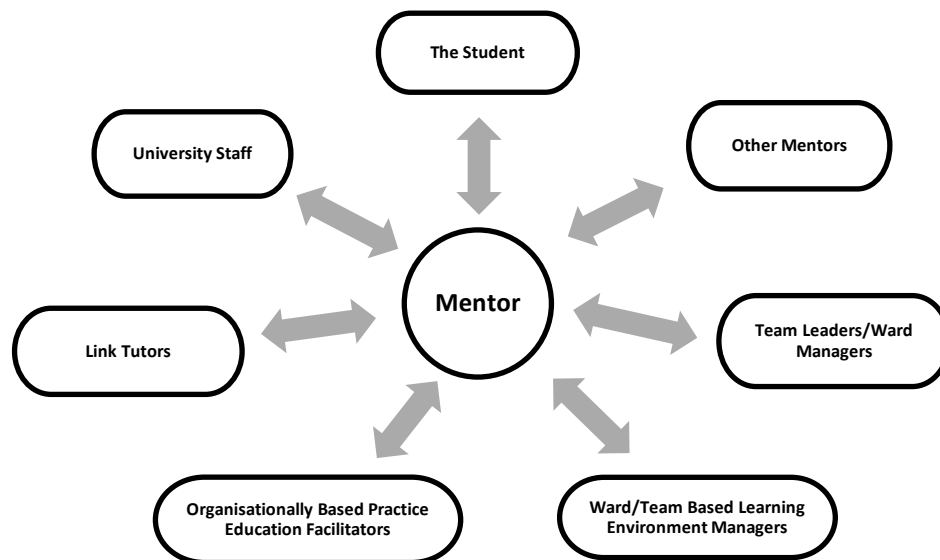 The Student
University Staff
Other Mentors
Mentor
Link Tutors
Team Leaders/Ward
Managers
Organisationally Based Practice
Education Facilitators
Ward/Team Based Learning
Environment Managers